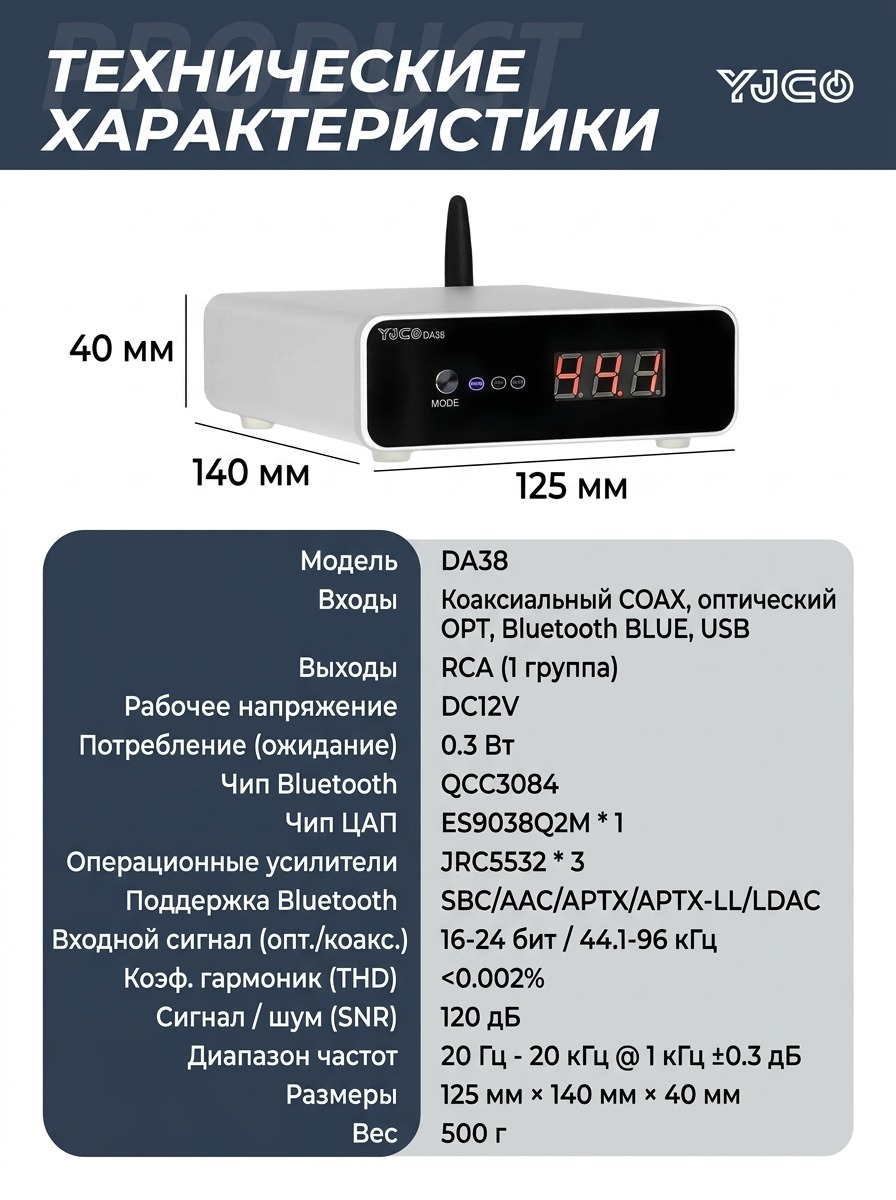 PRODUCT
ТЕХНИЧЕСКИЕ
ХАРАКТЕРИСТИКИ
YJCO
40 мм
YJCO DA38
MODE
44.1
140 мм
125 мм
Модель DA38
Входы Коаксиальный COAX, оптический
OPT, Bluetooth BLUE, USB
Выходы RCA (1 группа)
Рабочее напряжение DC12V
Потребление (ожидание) 0.3 Вт
Чип Bluetooth QCC3084
Чип ЦАП ES9038Q2M * 1
Операционные усилители JRC5532 * 3
Поддержка Bluetooth SBC/AAC/APTX/APTX-LL/LDAC
Входной сигнал (опт./коакс.) 16-24 бит / 44.1-96 кГц
Коэф. гармоник (THD) <0.002%
Сигнал / шум (SNR) 120 дБ
Диапазон частот 20 Гц - 20 кГц @ 1 кГц ±0.3 дБ
Размеры 125 мм × 140 мм × 40 мм
Вес 500 г